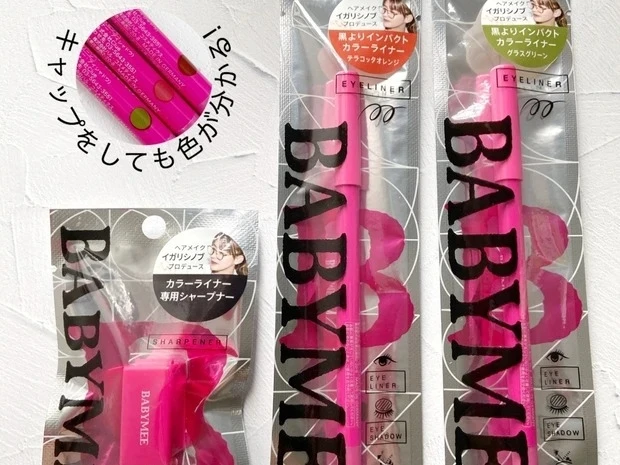 キャップをしても色が分かる!
ヘアメイク
イガリシノブ
プロデュース
黒よりインパクト
カラーライナー
テラコッタオレンジ
EYELINER
BABYME
EYE
LINER
EYE
SHADOW
ヘアメイク
イガリシノブ
プロデュース
黒よりインパクト
カラーライナー
グラスグリーン
EYELINER
BABYME
EYE
LINER
EYE
SHADOW
ヘアメイク
イガリシノブ
プロデュース
カラーライナー
専用シャープナー
SHARPENER
BABYME
BABYMEE